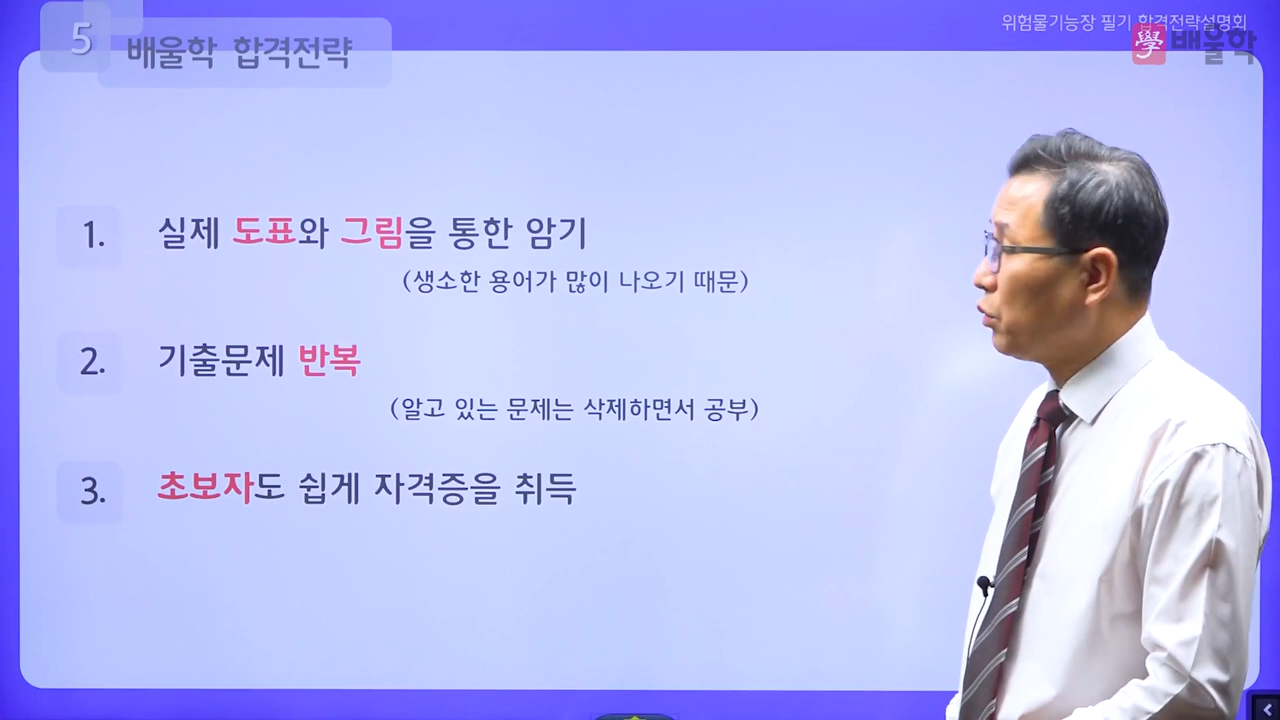 위험물기능장 필기 합격전략설명회
學 배울학
5
배울학 합격전략
1. 실제 도표와 그림을 통한 암기
(생소한 용어가 많이 나오기 때문)
2. 기출문제 반복
(알고 있는 문제는 삭제하면서 공부)
3. 초보자도 쉽게 자격증을 취득